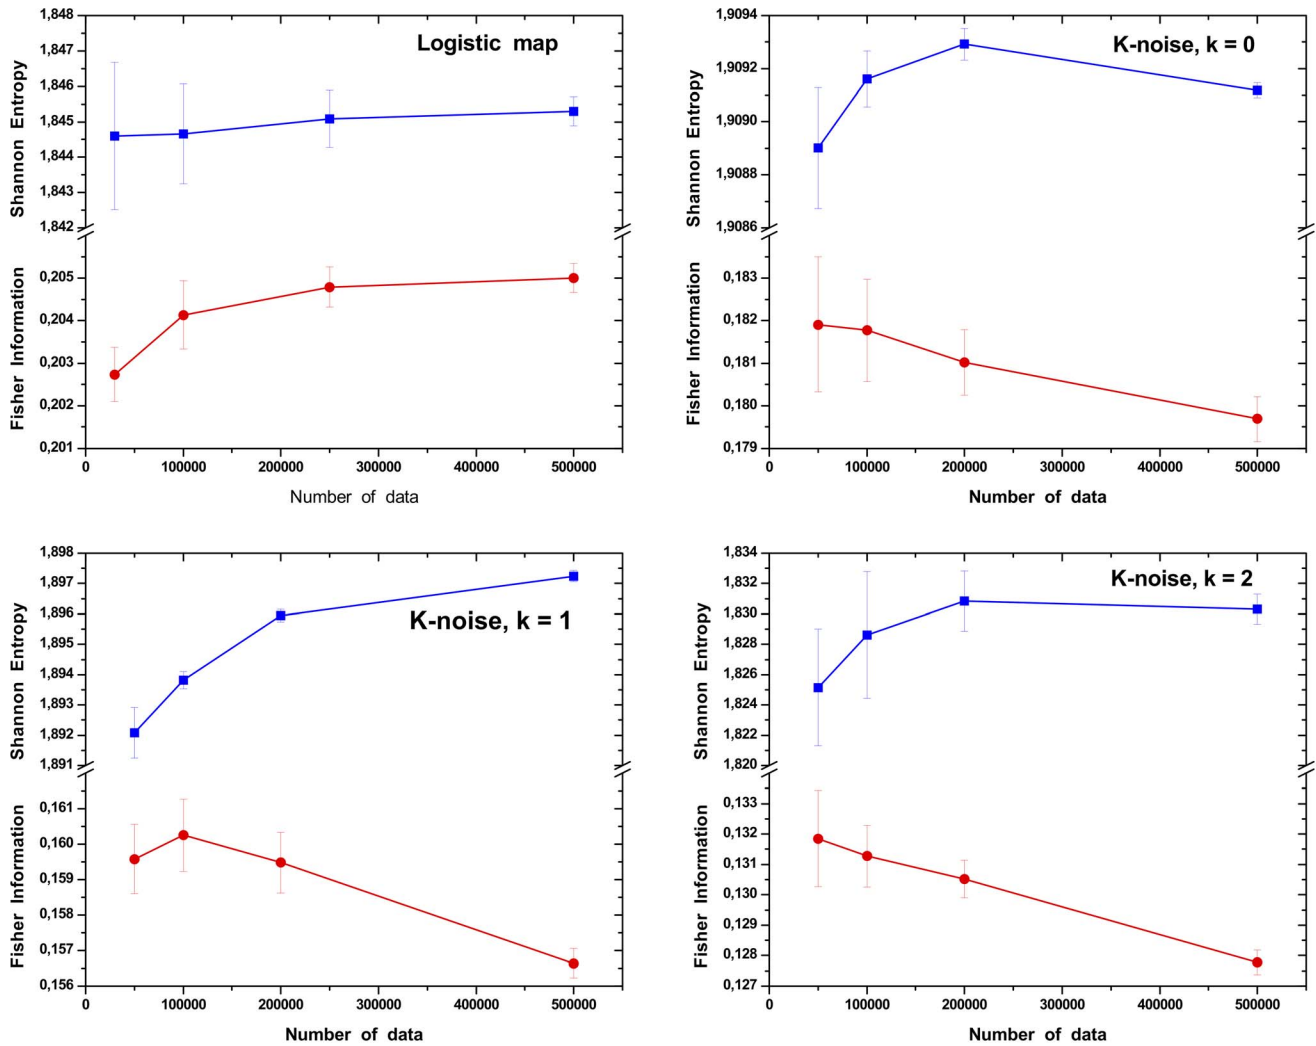 Logistic map
Shannon Entropy
1,848
1,847
1,846
1,845
1,844
1,843
1,842
Fisher Information
0,205
0,204
0,203
0,202
0,201
0 100000 200000 300000 400000 500000
Number of data
K-noise, k = 0
Shannon Entropy
1,9094
1,9092
1,9090
1,9088
1,9086
Fisher Information
0,183
0,182
0,181
0,180
0,179
0 100000 200000 300000 400000 500000
Number of data
K-noise, k = 1
Shannon Entropy
1,898
1,897
1,896
1,895
1,894
1,893
1,892
1,891
Fisher Information
0,161
0,160
0,159
0,158
0,157
0,156
0 100000 200000 300000 400000 500000
Number of data
K-noise, k = 2
Shannon Entropy
1,834
1,832
1,830
1,828
1,826
1,824
1,822
1,820
Fisher Information
0,133
0,132
0,131
0,130
0,129
0,128
0,127
0 100000 200000 300000 400000 500000
Number of data